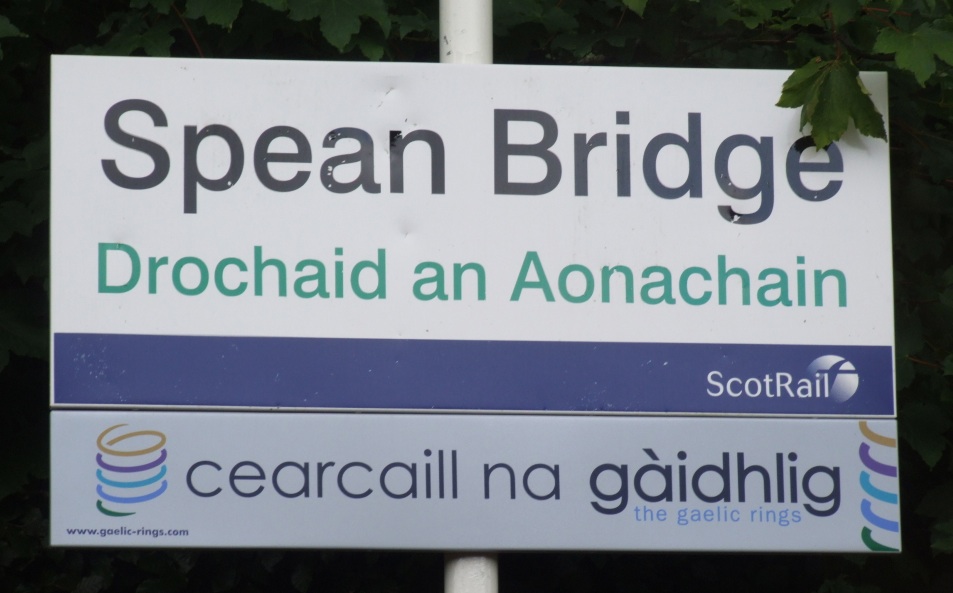 Spean Bridge
Drochaid an Aonachain
ScotRail
cearcaill na gàidhlig
the gaelic rings
www.gaelic-rings.com